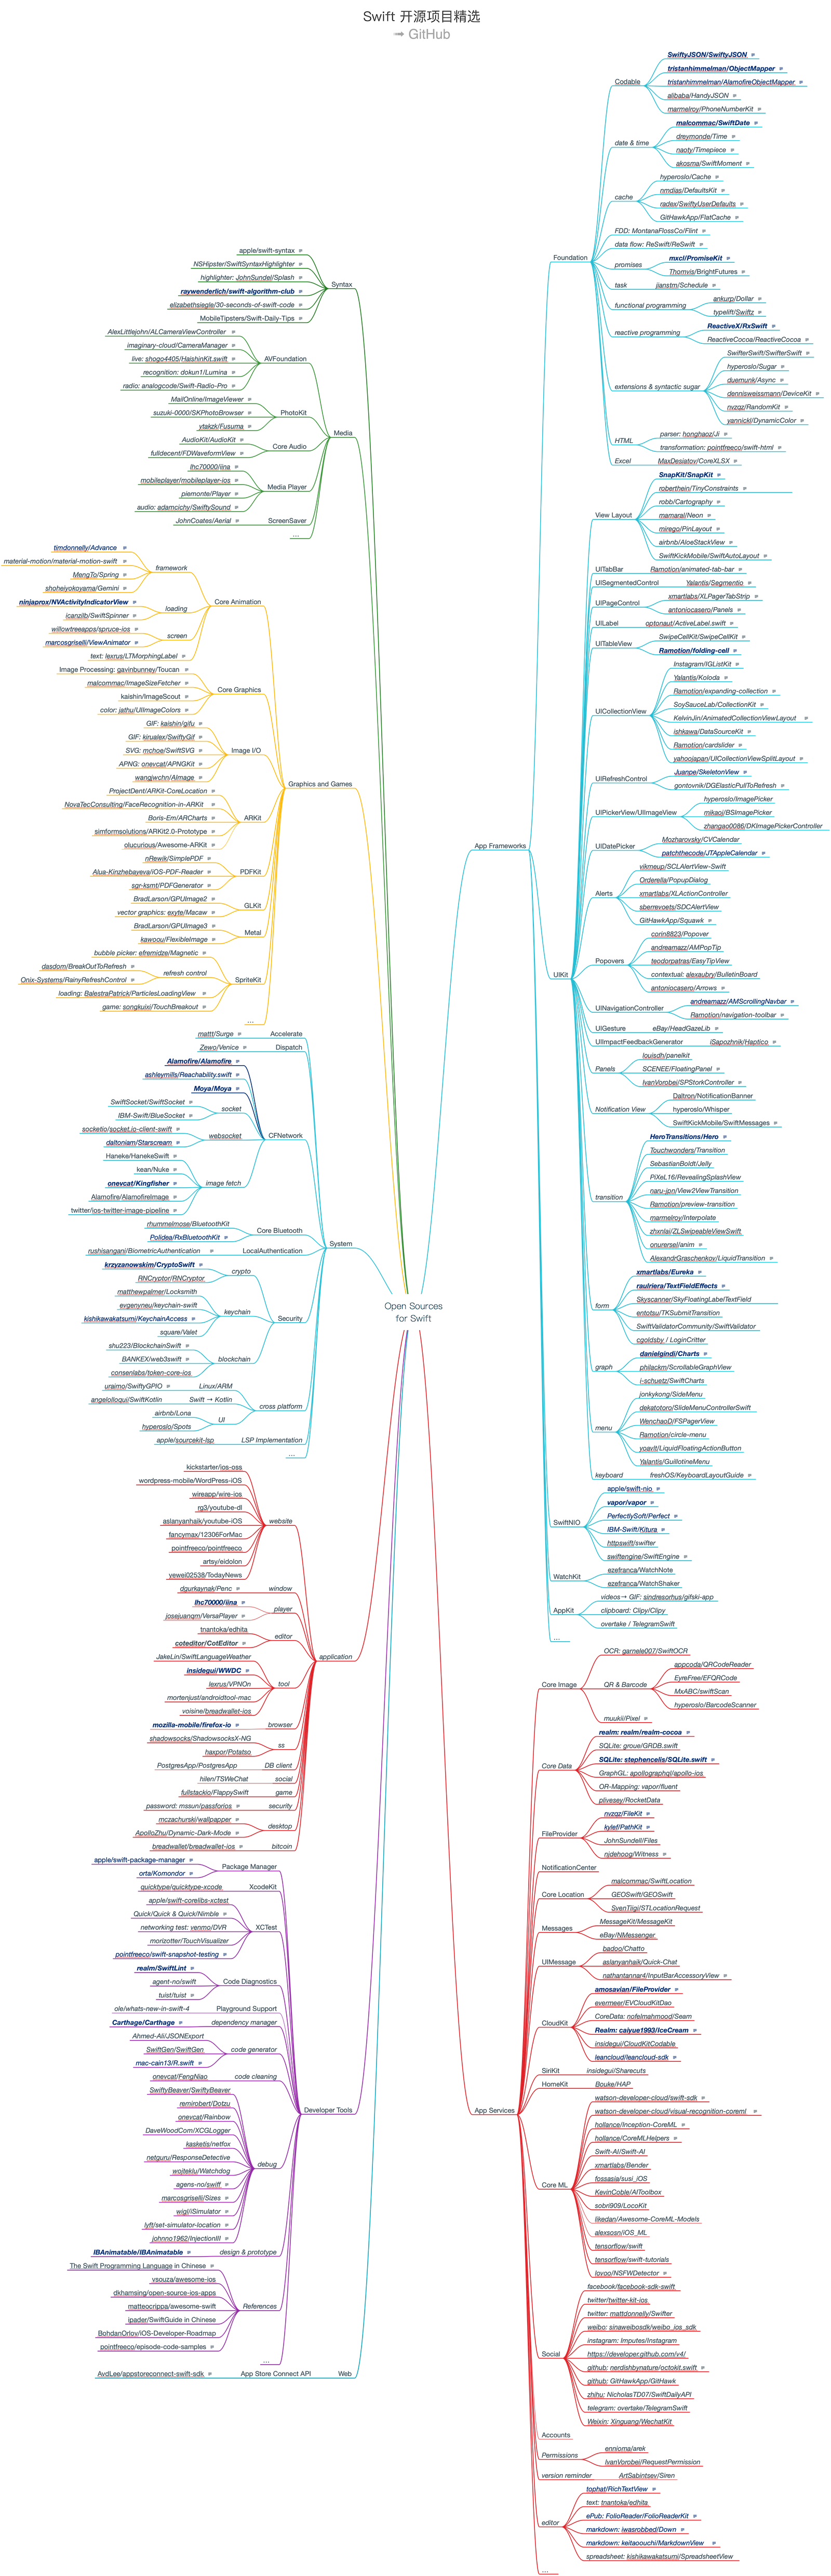 Swift 开源项目精选
➟ GitHub
Open Sources
for Swift
Syntax
apple/swift-syntax
NSHipster/SwiftSyntaxHighlighter
highlighter: JohnSundel/Splash
raywenderlich/swift-algorithm-club
elizabethsiegle/30-seconds-of-swift-code
MobileTipsters/Swift-Daily-Tips
Media
AVFoundation
AlexLittlejohn/ALCameraViewController
imaginary-cloud/CameraManager
live: shogo4405/HaishinKit.swift
recognition: dokun1/Lumina
radio: analogcode/Swift-Radio-Pro
PhotoKit
MailOnline/ImageViewer
suzuki-0000/SKPhotoBrowser
ytakzk/Fusuma
Core Audio
AudioKit/AudioKit
fulldecent/FDWaveformView
Media Player
lhc70000/iina
mobileplayer/mobileplayer-ios
piemonte/Player
audio: adamcichy/SwiftySound
ScreenSaver
JohnCoates/Aerial
...
Graphics and Games
Core Animation
framework
timdonnelly/Advance
material-motion/material-motion-swift
MengTo/Spring
shoheiyokoyama/Gemini
loading
ninjaprox/NVActivityIndicatorView
icanzilb/SwiftSpinner
screen
willowtreeapps/spruce-ios
marcosgriselli/ViewAnimator
text: lexrus/LTMorphingLabel
Core Graphics
Image Processing: gavinbunney/Toucan
malcommac/ImageSizeFetcher
kaishin/ImageScout
color: jathu/UIImageColors
Image I/O
GIF: kaishin/gifu
GIF: kirualex/SwiftyGif
SVG: mchoe/SwiftSVG
APNG: onevcat/APNGKit
wangjwchn/AImage
ARKit
ProjectDent/ARKit-CoreLocation
NovaTecConsulting/FaceRecognition-in-ARKit
Boris-Em/ARCharts
simformsolutions/ARKit2.0-Prototype
olucurious/Awesome-ARKit
PDFKit
nRewik/SimplePDF
Alua-Kinzhebayeva/iOS-PDF-Reader
sgr-ksmt/PDFGenerator
GLKit
BradLarson/GPUImage2
vector graphics: exyte/Macaw
Metal
BradLarson/GPUImage3
kawoou/FlexibleImage
SpriteKit
bubble picker: efremidze/Magnetic
refresh control
dasdom/BreakOutToRefresh
Onix-Systems/RainyRefreshControl
loading: BalestraPatrick/ParticlesLoadingView
game: songkuixi/TouchBreakout
...
System
Accelerate
mattt/Surge
Dispatch
Zewo/Venice
CFNetwork
Alamofire/Alamofire
ashleymills/Reachability.swift
Moya/Moya
socket
SwiftSocket/SwiftSocket
IBM-Swift/BlueSocket
websocket
socketio/socket.io-client-swift
daltoniam/Starscream
image fetch
Haneke/HanekeSwift
kean/Nuke
onevcat/Kingfisher
Alamofire/AlamofireImage
twitter/ios-twitter-image-pipeline
Core Bluetooth
rhummelmose/BluetoothKit
Polidea/RxBluetoothKit
LocalAuthentication
rushisangani/BiometricAuthentication
Security
crypto
krzyzanowskim/CryptoSwift
RNCryptor/RNCryptor
keychain
matthewpalmer/Locksmith
evgenyneu/keychain-swift
kishikawakatsumi/KeychainAccess
square/Valet
blockchain
shu223/BlockchainSwift
BANKEX/web3swift
consenlabs/token-core-ios
cross platform
Linux/ARM
uraimo/SwiftyGPIO
Swift → Kotlin
angelolloqui/SwiftKotlin
UI
airbnb/Lona
hyperoslo/Spots
LSP Implementation
apple/sourcekit-lsp
...
application
website
kickstarter/ios-oss
wordpress-mobile/WordPress-iOS
wireapp/wire-ios
rg3/youtube-dl
aslanyanhaik/youtube-iOS
fancymax/12306ForMac
pointfreeco/pointfreeco
artsy/eidolon
yewei02538/TodayNews
window
dgurkaynak/Penc
player
lhc70000/iina
josejuanqm/VersaPlayer
editor
tnantoka/edhita
coteditor/CotEditor
tool
JakeLin/SwiftLanguageWeather
insidegui/WWDC
lexrus/VPNOn
mortenjust/androidtool-mac
voisine/breadwallet-ios
browser
mozilla-mobile/firefox-io
ss
shadowsocks/ShadowsocksX-NG
haxpor/Potatso
DB client
PostgresApp/PostgresApp
social
hilen/TSWeChat
game
fullstackio/FlappySwift
security
password: mssun/passforios
desktop
mczachurski/wallpapper
ApolloZhu/Dynamic-Dark-Mode
bitcoin
breadwallet/breadwallet-ios
Developer Tools
Package Manager
apple/swift-package-manager
orta/Komondor
XcodeKit
quicktype/quicktype-xcode
XCTest
apple/swift-corelibs-xctest
Quick/Quick & Quick/Nimble
networking test: venmo/DVR
morizotter/TouchVisualizer
pointfreeco/swift-snapshot-testing
Code Diagnostics
realm/SwiftLint
agent-no/swift
tuist/tuist
Playground Support
ole/whats-new-in-swift-4
dependency manager
Carthage/Carthage
code generator
Ahmed-Ali/JSONExport
SwiftGen/SwiftGen
mac-cain13/R.swift
code cleaning
onevcat/FengNiao
debug
SwiftyBeaver/SwiftyBeaver
remirobert/Dotzu
onevcat/Rainbow
DaveWoodCom/XCGLogger
kasketis/netfox
netguru/ResponseDetective
wojteklu/Watchdog
agens-no/swiff
marcosgriselli/Sizes
wigl/iSimulator
lyft/set-simulator-location
johnno1962/InjectionIII
design & prototype
IBAnimatable/IBAnimatable
References
The Swift Programming Language in Chinese
vsouza/awesome-ios
dkhamsing/open-source-ios-apps
matteocrippa/awesome-swift
ipader/SwiftGuide in Chinese
BohdanOrlov/iOS-Developer-Roadmap
pointfreeco/episode-code-samples
...
Web
App Store Connect API
AvdLee/appstoreconnect-swift-sdk
App Frameworks
Foundation
Codable
SwiftyJSON/SwiftyJSON
tristanhimmelman/ObjectMapper
tristanhimmelman/AlamofireObjectMapper
alibaba/HandyJSON
marmelroy/PhoneNumberKit
date & time
malcommac/SwiftDate
dreymonde/Time
naoty/Timepiece
akosma/SwiftMoment
cache
hyperoslo/Cache
nmdias/DefaultsKit
radex/SwiftyUserDefaults
GitHawkApp/FlatCache
FDD: MontanaFlossCo/Flint
data flow: ReSwift/ReSwift
promises
mxcl/PromiseKit
Thomvis/BrightFutures
task
jianstm/Schedule
functional programming
ankurp/Dollar
typelift/Swiftz
reactive programming
ReactiveX/RxSwift
ReactiveCocoa/ReactiveCocoa
extensions & syntactic sugar
SwifterSwift/SwifterSwift
hyperoslo/Sugar
duemunk/Async
dennisweissmann/DeviceKit
nvzqz/RandomKit
yannickl/DynamicColor
HTML
parser: honghaoz/Ji
transformation: pointfreeco/swift-html
Excel
MaxDesiatov/CoreXLSX
UIKit
View Layout
SnapKit/SnapKit
roberthein/TinyConstraints
robb/Cartography
mamaral/Neon
mirego/PinLayout
airbnb/AloeStackView
SwiftKickMobile/SwiftAutoLayout
UITabBar
Ramotion/animated-tab-bar
UISegmentedControl
Yalantis/Segmentio
UIPageControl
xmartlabs/XLPagerTabStrip
antoniocasero/Panels
UILabel
optonaut/ActiveLabel.swift
UITableView
SwipeCellKit/SwipeCellKit
Ramotion/folding-cell
UICollectionView
Instagram/IGListKit
Yalantis/Koloda
Ramotion/expanding-collection
SoySauceLab/CollectionKit
KelvinJin/AnimatedCollectionViewLayout
ishkawa/DataSourceKit
Ramotion/cardslider
yahoojapan/UICollectionViewSplitLayout
UIRefreshControl
Juanpe/SkeletonView
gontovnik/DGElasticPullToRefresh
UIPickerView/UIImageView
hyperoslo/ImagePicker
mikaoj/BSImagePicker
zhangao0086/DKImagePickerController
UIDatePicker
Mozharovsky/CVCalendar
patchthecode/JTAppleCalendar
Alerts
vikmeup/SCLAlertView-Swift
Orderella/PopupDialog
xmartlabs/XLActionController
sberrevoets/SDCAlertView
GitHawkApp/Squawk
Popovers
corin8823/Popover
andreamazz/AMPopTip
teodorpatras/EasyTipView
contextual: alexaubry/BulletinBoard
antoniocasero/Arrows
UINavigationController
andreamazz/AMScrollingNavbar
Ramotion/navigation-toolbar
UIGesture
eBay/HeadGazeLib
UIImpactFeedbackGenerator
iSapozhnik/Haptico
Panels
louisdh/panelkit
SCENEE/FloatingPanel
IvanVorobei/SPStorkController
Notification View
Daltron/NotificationBanner
hyperoslo/Whisper
SwiftKickMobile/SwiftMessages
transition
HeroTransitions/Hero
Touchwonders/Transition
SebastianBoldt/Jelly
PiXeL16/RevealingSplashView
naru-jpn/View2ViewTransition
Ramotion/preview-transition
marmelroy/Interpolate
zhxnlai/ZLSwipeableViewSwift
onurersel/anim
AlexandrGraschenkov/LiquidTransition
form
xmartlabs/Eureka
raulriera/TextFieldEffects
Skyscanner/SkyFloatingLabeTextField
entotsu/TKSubmitTransition
SwiftValidatorCommunity/SwiftValidator
cgoldsby / LoginCritter
graph
danielgindi/Charts
philackm/ScrollableGraphView
i-schuetz/SwiftCharts
menu
jonkykong/SideMenu
dekatotoro/SlideMenuControllerSwift
WenchaoD/FSPagerView
Ramotion/circle-menu
yoavlt/LiquidFloatingActionButton
Yalantis/GuillotineMenu
keyboard
freshOS/KeyboardLayoutGuide
SwiftNIO
apple/swift-nio
vapor/vapor
PerfectlySoft/Perfect
IBM-Swift/Kitura
httpswift/swifter
swiftengine/SwiftEngine
WatchKit
ezefranca/WatchNote
ezefranca/WatchShaker
AppKit
videos→ GIF: sindresorhus/gifski-app
clipboard: Clipy/Clipy
overtake / TelegramSwift
...
App Services
Core Image
OCR: garnele007/SwiftOCR
QR & Barcode
appcoda/QRCodeReader
EyreFree/EFQRCode
MxABC/swiftScan
hyperoslo/BarcodeScanner
muukii/Pixel
Core Data
realm: realm/realm-cocoa
SQLite: groue/GRDB.swift
SQLite: stephencelis/SQLite.swift
GraphGL: apollographql/apollo-ios
OR-Mapping: vapor/fluent
plivesey/RocketData
FileProvider
nvzqz/FileKit
kylef/PathKit
JohnSundell/Files
njdehoog/Witness
NotificationCenter
Core Location
malcommac/SwiftLocation
GEOSwift/GEOSwift
SvenTiigi/STLocationRequest
Messages
MessageKit/MessageKit
eBay/NMessenger
UIMessage
badoo/Chatto
aslanyanhaik/Quick-Chat
nathantannar4/InputBarAccessoryView
CloudKit
amosavian/FileProvider
evermeer/EVCloudKitDao
CoreData: nofelmahmood/Seam
Realm: caiyue1993/IceCream
insidegui/CloudKitCodable
leancloud/leancloud-sdk
SiriKit
insidegui/Sharecuts
HomeKit
Bouke/HAP
Core ML
watson-developer-cloud/swift-sdk
watson-developer-cloud/visual-recognition-coreml
hollance/Inception-CoreML
hollance/CoreMLHelpers
Swift-AI/Swift-AI
xmartlabs/Bender
fossasia/susi_iOS
KevinCoble/AIToolbox
sobri909/LocoKit
likedan/Awesome-CoreML-Models
alexsosn/iOS_ML
tensorflow/swift
tensorflow/swift-tutorials
lovoo/NSFWDetector
Social
facebook/facebook-sdk-swift
twitter/twitter-kit-ios
twitter: mattdonnelly/Swifter
weibo: sinaweibosdk/weibo_ios_sdk
instagram: Imputes/Instagram
https://developer.github.com/v4/
github: nerdishbynature/octokit.swift
github: GitHawkApp/GitHawk
zhihu: NicholasTD07/SwiftDailyAPI
telegram: overtake/TelegramSwift
Weixin: Xinguang/WechatKit
Accounts
Permissions
ennioma/arek
IvanVorobei/RequestPermission
version reminder
ArtSabintsev/Siren
editor
tophat/RichTextView
text: tnantoka/edhita
ePub: FolioReader/FolioReaderKit
markdown: iwasrobbed/Down
markdown: keitaoouchi/MarkdownView
spreadsheet: kishikawakatsumi/SpreadsheetView
...